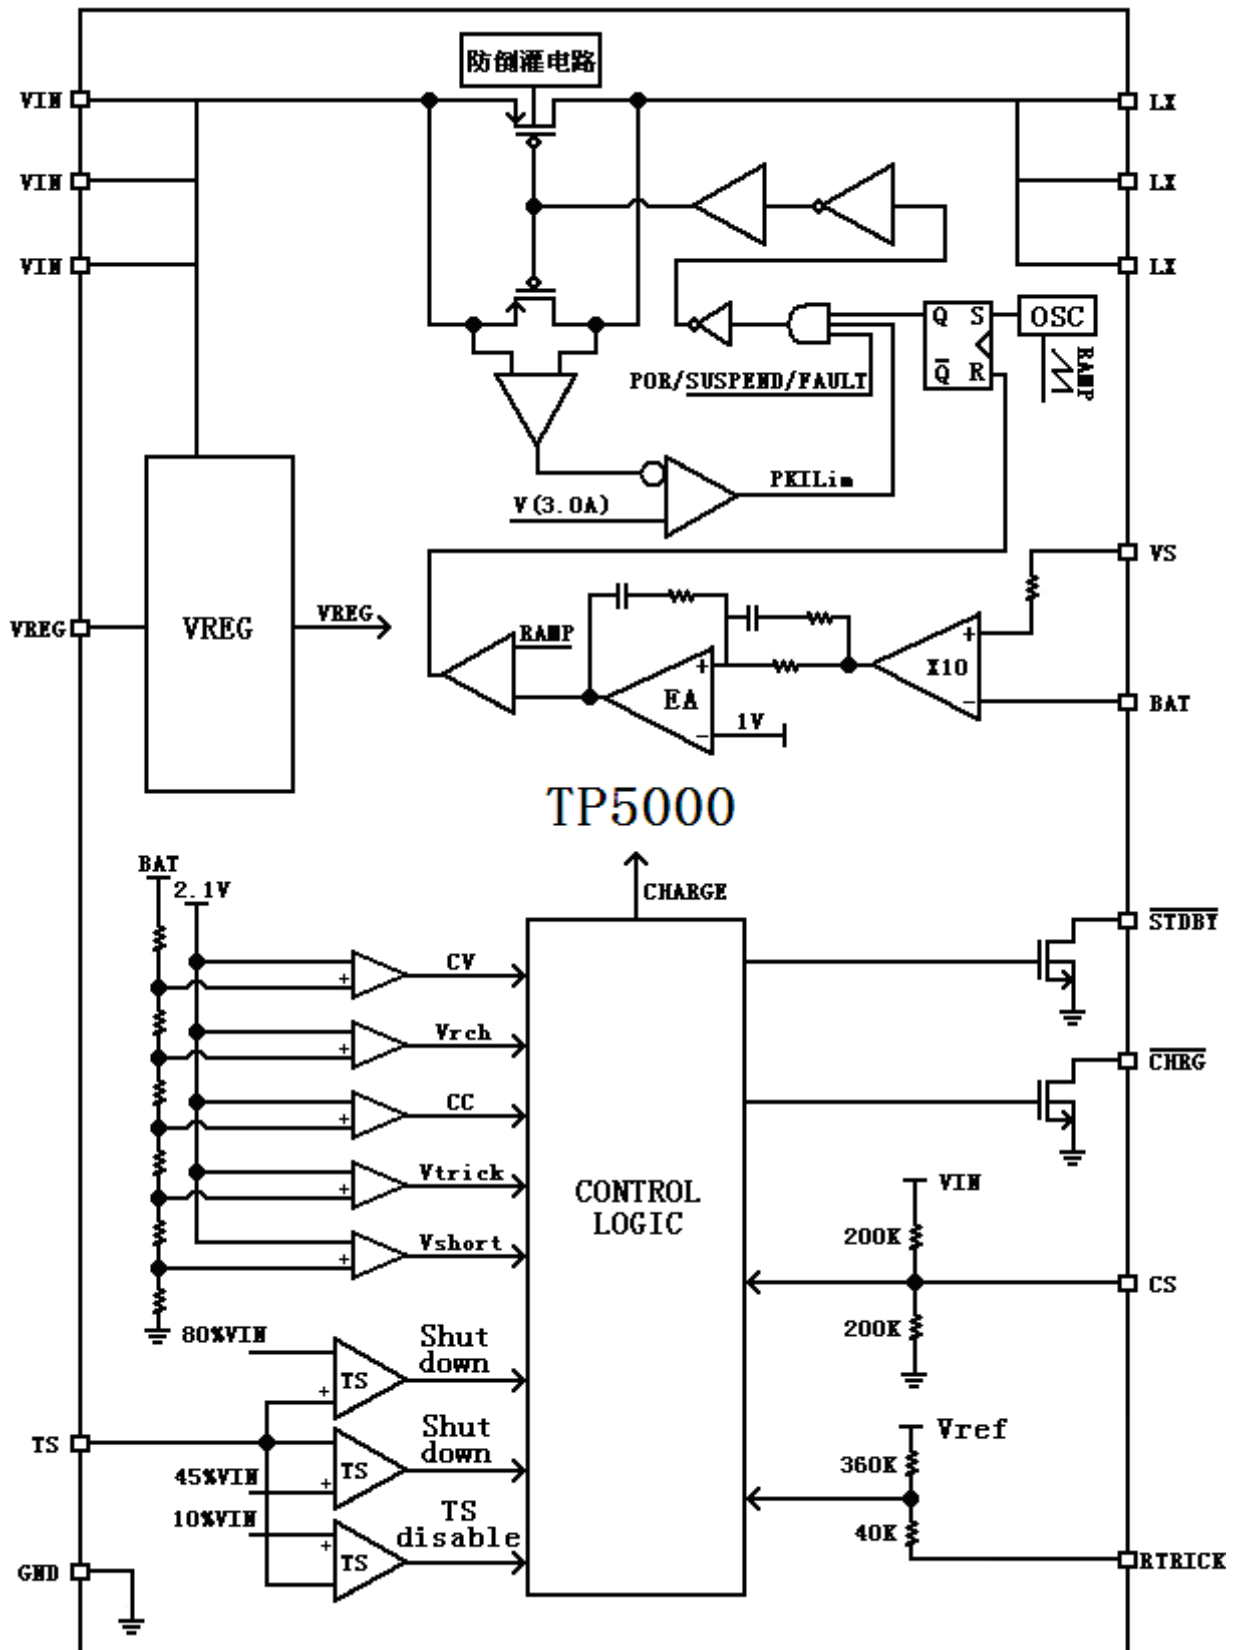 防倒灌电路
VIN
LX
VIN
LX
VIN
LX
Q S
OSC
Q R
RAMP
POR/SUSPEND/FAULT
PKILim
V(3.0A)
VS
VREG
VREG
VREG
RAMP
+
X10
-
+
EA
-
1V
BAT
TP5000
BAT
2.1V
CHARGE
STDBY
+
CV
+
Vrch
CHRG
+
CC
+
Vtrick
CONTROL
LOGIC
VIN
+
Vshort
200K
CS
200K
80%VIN
Shut
down
+
TS
TS
Shut
down
45%VIN
+
TS
Vref
360K
10%VIN
TS
disable
+
TS
40K
GND
RTRICK